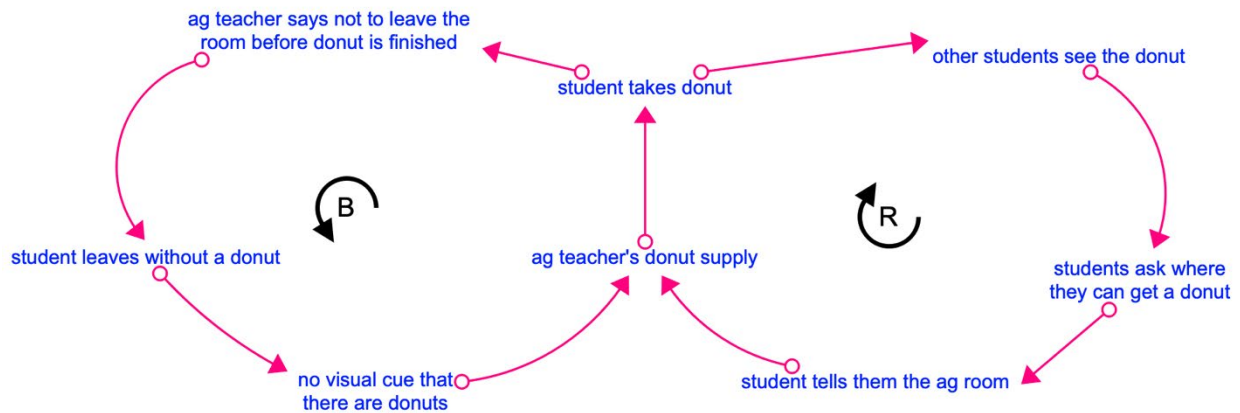 ag teacher says not to leave the
room before donut is finished
other students see the donut
student takes donut
B
R
student leaves without a donut
ag teacher's donut supply
students ask where
they can get a donut
no visual cue that
there are donuts
student tells them the ag room